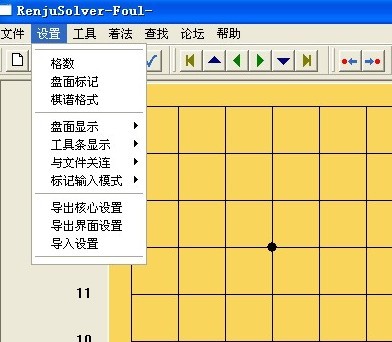 RenjuSolver-Foul-
文件 设置 工具 着法 查找 论坛 帮助
格数
盘面标记
棋谱格式
盘面显示
工具条显示
与文件关连
标记输入模式
导出核心设置
导出界面设置
导入设置
11
10